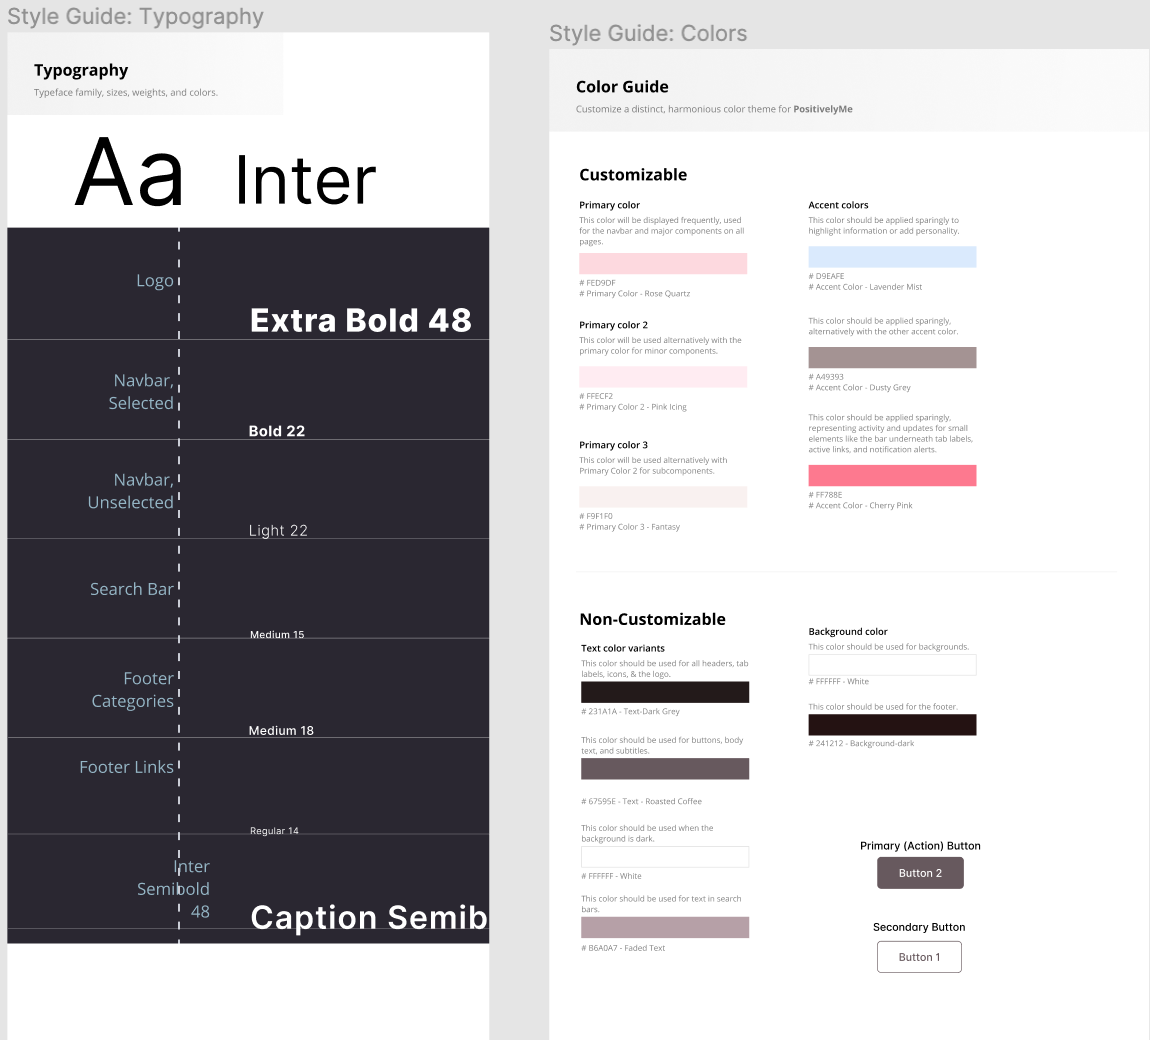 Style Guide: Typography
Typography
Typeface family, sizes, weights, and colors.
Aa Inter
Logo
Extra Bold 48
Navbar,
Selected
Bold 22
Navbar,
Unselected
Light 22
Search Bar
Medium 15
Footer
Categories
Medium 18
Footer Links
Regular 14
Inter
Semibold
48
Caption Semib
Style Guide: Colors
Color Guide
Customize a distinct, harmonious color theme for PositivelyMe
Customizable
Primary color
This color will be displayed frequently, used
for the navbar and major components on all
pages.
# FED9DF
# Primary Color - Rose Quartz
Primary color 2
This color will be used alternatively with the
primary color for minor components.
# FFECF2
# Primary Color 2 - Pink Icing
Primary color 3
This color will be used alternatively with
Primary Color 2 for subcomponents.
# F9F1F0
# Primary Color 3 - Fantasy
Accent colors
This color should be applied sparingly to
highlight information or add personality.
# D9EAFE
# Accent Color - Lavender Mist
This color should be applied sparingly,
alternatively with the other accent color.
# A49393
# Accent Color - Dusty Grey
This color should be applied sparingly,
representing activity and updates for small
elements like the bar underneath tab labels,
active links, and notification alerts.
# FF788E
# Accent Color - Cherry Pink
Non-Customizable
Text color variants
This color should be used for all headers, tab
labels, icons, & the logo.
# 231A1A - Text-Dark Grey
This color should be used for buttons, body
text, and subtitles.
# 67595E - Text - Roasted Coffee
This color should be used when the
background is dark.
# FFFFFF - White
This color should be used for text in search
bars.
# B6A0A7 - Faded Text
Background color
This color should be used for backgrounds.
# FFFFFF - White
This color should be used for the footer.
# 241212 - Background-dark
Primary (Action) Button
Button 2
Secondary Button
Button 1